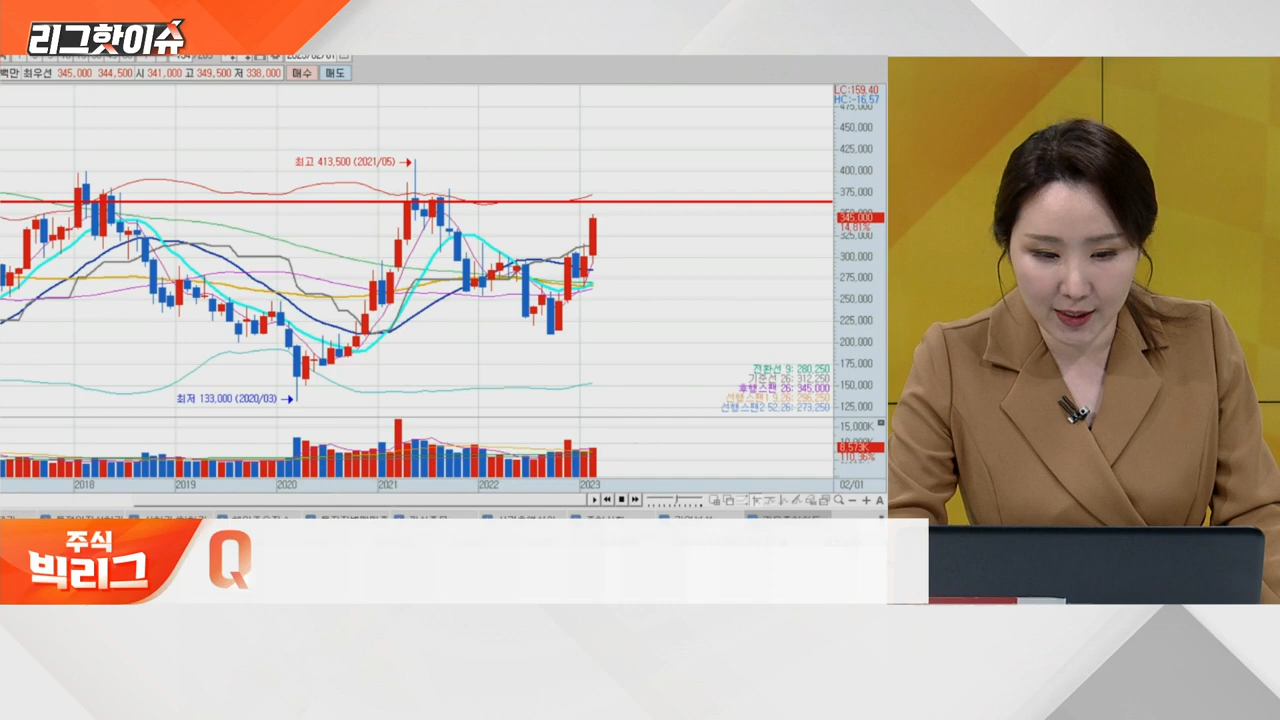 리그핫이슈
백만 최우선 345,000 344,500 시 341,000 고 349,500 저 338,000 매수 매도
LC:159.40
HC:-16.57
475,000
450,000
425,000
최고 413,500 (2021/05)
400,000
375,000
345,000
14.81%
325,000
300,000
275,000
250,000
225,000
200,000
175,000
전환선 9: 280,250
기준선 26: 312,250
후행스팬 26: 345,000
선행스팬1 9,26: 296,250
선행스팬2 52,26: 273,250
150,000
최저 133,000 (2020/03)
125,000
15,000K
8,573K
110.36%
2018 2019 2020 2021 2022 2023 02/01
A
주식
빅리그
Q